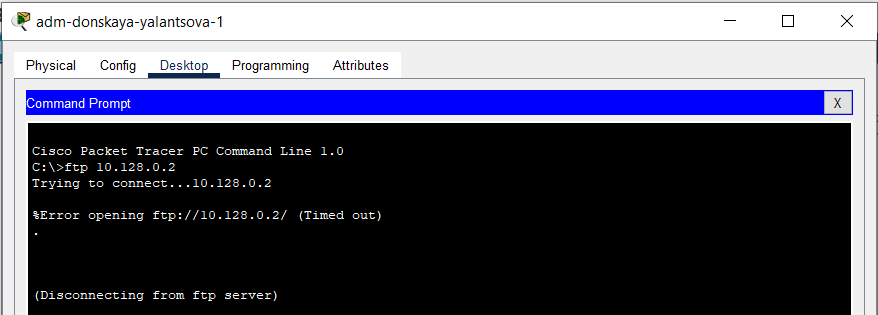 adm-donskaya-yalantsova-1
Physical Config Desktop Programming Attributes
Command Prompt X
Cisco Packet Tracer PC Command Line 1.0
C:\>ftp 10.128.0.2
Trying to connect...10.128.0.2
%Error opening ftp://10.128.0.2/ (Timed out)
.
(Disconnecting from ftp server)